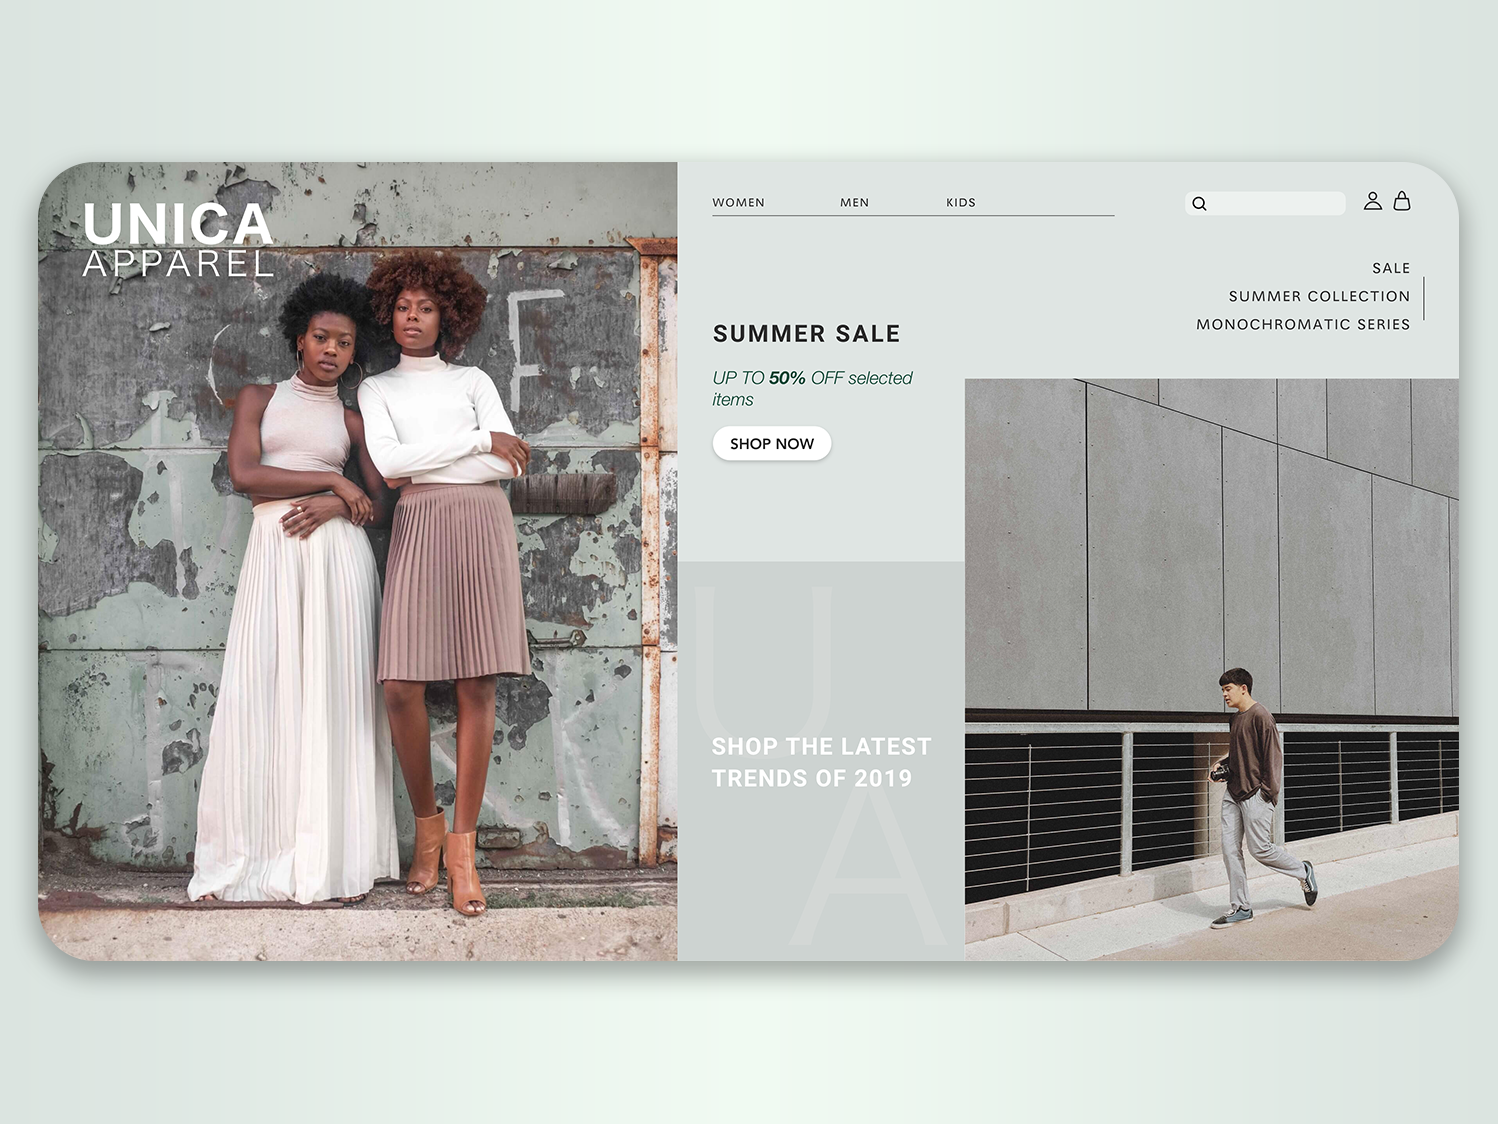 UNICA
APPAREL
WOMEN
MEN
KIDS
SALE
SUMMER COLLECTION
MONOCHROMATIC SERIES
SUMMER SALE
UP TO 50% OFF selected
items
SHOP NOW
U
A
SHOP THE LATEST
TRENDS OF 2019